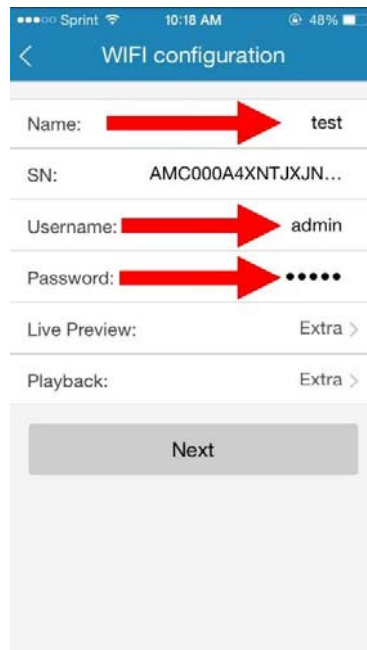 Sprint 10:18 AM 48%
WIFI configuration
Name: test
SN: AMC000A4XNTJXJN...
Username: admin
Password: •••••
Live Preview: Extra >
Playback: Extra >
Next